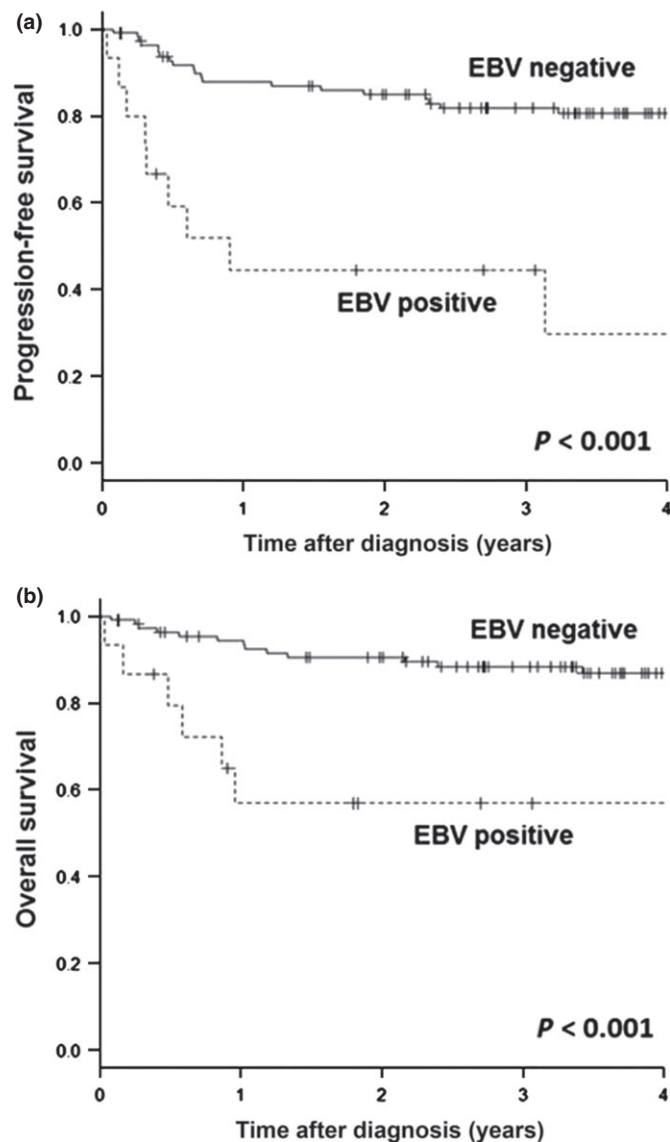 (a)
Progression-free survival
1.0
0.8
0.6
0.4
0.2
0.0
EBV negative
EBV positive
P < 0.001
0 1 2 3 4
Time after diagnosis (years)
(b)
Overall survival
1.0
0.8
0.6
0.4
0.2
0.0
EBV negative
EBV positive
P < 0.001
0 1 2 3 4
Time after diagnosis (years)